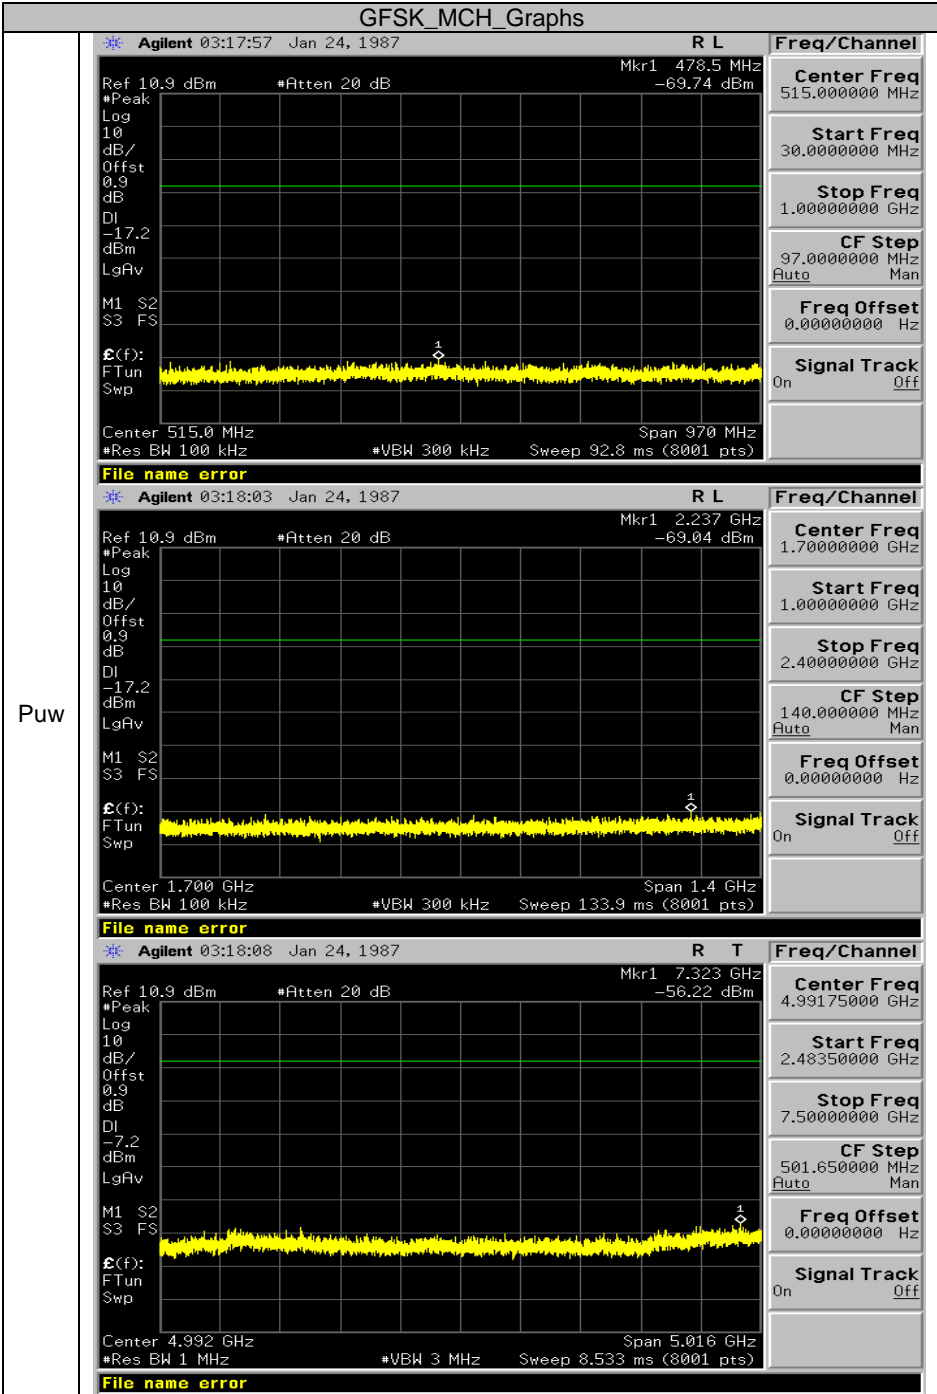 GFSK_MCH_Graphs
Puw
Agilent 03:17:57 Jan 24, 1987 R L Freq/Channel
Mkr1 478.5 MHz
Ref 10.9 dBm #Atten 20 dB -69.74 dBm
#Peak
Log
10
dB/
Offst
0.9
dB
DI
-17.2
dBm
LgAv
M1 S2
S3 FS
£(f):
FTun
Swp
1
Center 515.0 MHz Span 970 MHz
#Res BW 100 kHz #VBW 300 kHz Sweep 92.8 ms (8001 pts)
File name error
Center Freq
515.000000 MHz
Start Freq
30.0000000 MHz
Stop Freq
1.00000000 GHz
CF Step
97.0000000 MHz
Auto Man
Freq Offset
0.00000000 Hz
Signal Track
On Off
Agilent 03:18:03 Jan 24, 1987 R L Freq/Channel
Mkr1 2.237 GHz
Ref 10.9 dBm #Atten 20 dB -69.04 dBm
#Peak
Log
10
dB/
Offst
0.9
dB
DI
-17.2
dBm
LgAv
M1 S2
S3 FS
£(f):
FTun
Swp
1
Center 1.700 GHz Span 1.4 GHz
#Res BW 100 kHz #VBW 300 kHz Sweep 133.9 ms (8001 pts)
File name error
Center Freq
1.70000000 GHz
Start Freq
1.00000000 GHz
Stop Freq
2.40000000 GHz
CF Step
140.000000 MHz
Auto Man
Freq Offset
0.00000000 Hz
Signal Track
On Off
Agilent 03:18:08 Jan 24, 1987 R T Freq/Channel
Mkr1 7.323 GHz
Ref 10.9 dBm #Atten 20 dB -56.22 dBm
#Peak
Log
10
dB/
Offst
0.9
dB
DI
-7.2
dBm
LgAv
M1 S2
S3 FS
£(f):
FTun
Swp
1
Center 4.992 GHz Span 5.016 GHz
#Res BW 1 MHz #VBW 3 MHz Sweep 8.533 ms (8001 pts)
File name error
Center Freq
4.99175000 GHz
Start Freq
2.48350000 GHz
Stop Freq
7.50000000 GHz
CF Step
501.650000 MHz
Auto Man
Freq Offset
0.00000000 Hz
Signal Track
On Off